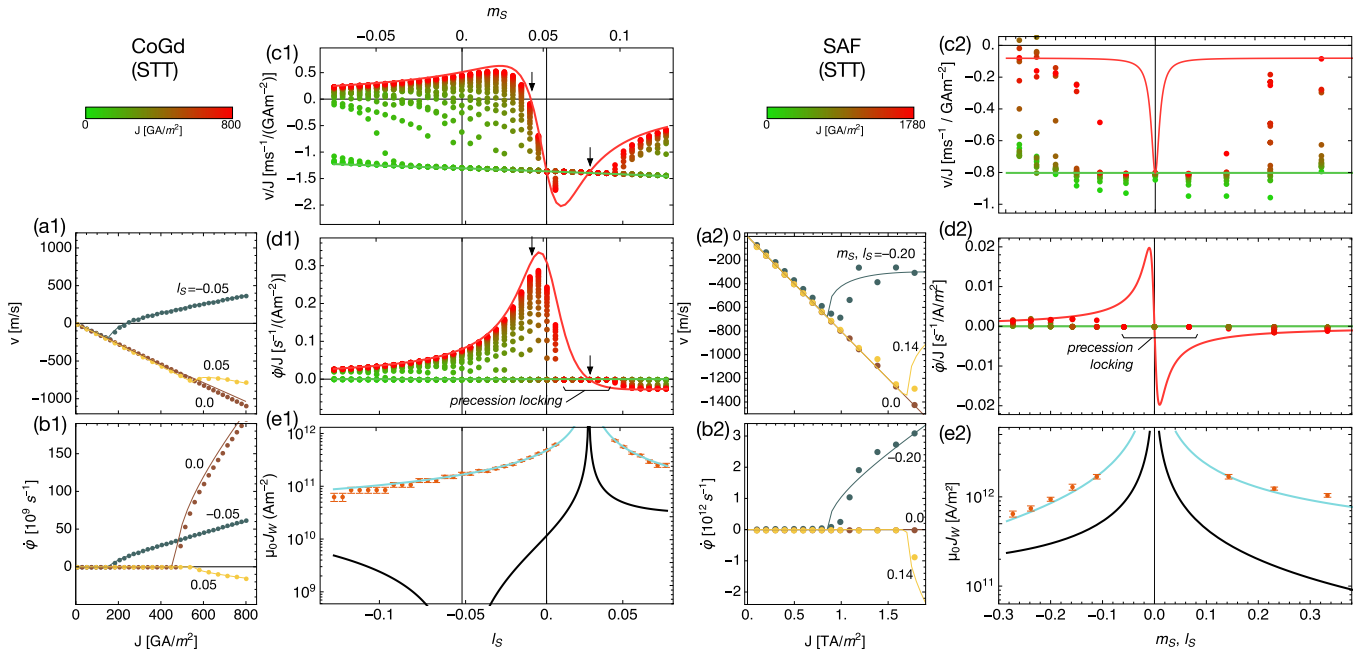 CoGd
(STT)
0
800
J [GA/m²]
m_S
−0.05
0.
0.05
0.1
(c1)
0.5
0.
−0.5
−1.
−1.5
−2.
v/J [ms⁻¹/(GAm⁻²)]
(d1)
0.3
0.2
0.1
0.0
φ̇/J [s⁻¹/(Am⁻²)]
precession locking
(e1)
10¹²
10¹¹
10¹⁰
10⁹
μ₀J_W (Am⁻²)
−0.1
−0.05
0
0.05
l_S
(a1)
1000
500
0
−500
−1000
v [m/s]
l_S=−0.05
0.05
0.0
(b1)
150
100
50
0
φ̇ [10⁹ s⁻¹]
0.0
−0.05
0.05
0
200
400
600
800
J [GA/m²]
SAF
(STT)
0
1780
J [GA/m²]
(c2)
0.
−0.2
−0.4
−0.6
−0.8
−1.
v/J [ms⁻¹ / GAm⁻²]
(d2)
0.02
0.01
0.00
−0.01
−0.02
φ̇/J [s⁻¹/A/m²]
precession
locking
(e2)
10¹²
10¹¹
μ₀J_W [A/m²]
−0.3
−0.2
−0.1
0.0
0.1
0.2
0.3
m_S, l_S
(a2)
0
−200
−400
−600
−800
−1000
−1200
−1400
v [m/s]
m_S, l_S=−0.20
0.14
0.0
(b2)
3
2
1
0
−1
−2
φ̇ [10¹² s⁻¹]
−0.20
0.0
0.14
0.0
0.5
1.0
1.5
J [TA/m²]